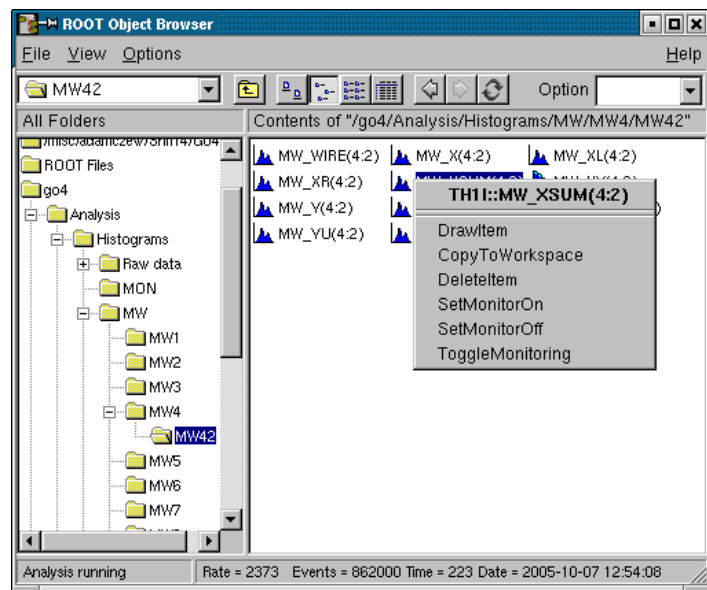 ROOT Object Browser
File View Options Help
MW42 Option
All Folders
Contents of "/go4/Analysis/Histograms/MW/MW4/MW42"
ROOT Files
go4
Analysis
Histograms
Raw data
MON
MW
MW1
MW2
MW3
MW4
MW42
MW5
MW6
MW7
MW_WIRE(4:2) MW_X(4:2) MW_XL(4:2)
MW_XR(4:2)
MW_Y(4:2)
MW_YU(4:2)
TH1I::MW_XSUM(4:2)
DrawItem
CopyToWorkspace
DeleteItem
SetMonitorOn
SetMonitorOff
ToggleMonitoring
Analysis running Rate = 2373 Events = 862000 Time = 223 Date = 2005-10-07 12:54:08